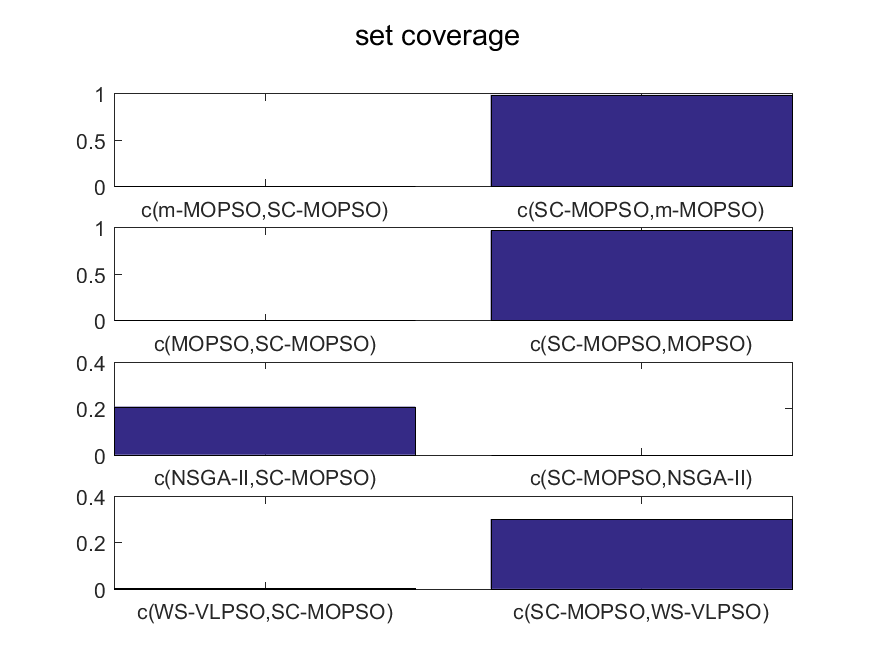 set coverage
1
0.5
0
c(m-MOPSO,SC-MOPSO) c(SC-MOPSO,m-MOPSO)
1
0.5
0
c(MOPSO,SC-MOPSO) c(SC-MOPSO,MOPSO)
0.4
0.2
0
c(NSGA-II,SC-MOPSO) c(SC-MOPSO,NSGA-II)
0.4
0.2
0
c(WS-VLPSO,SC-MOPSO) c(SC-MOPSO,WS-VLPSO)